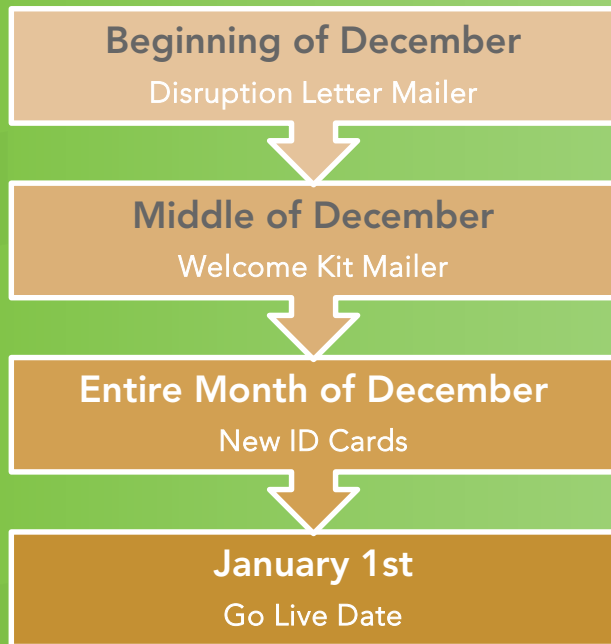 Beginning of December
Disruption Letter Mailer
Middle of December
Welcome Kit Mailer
Entire Month of December
New ID Cards
January 1st
Go Live Date